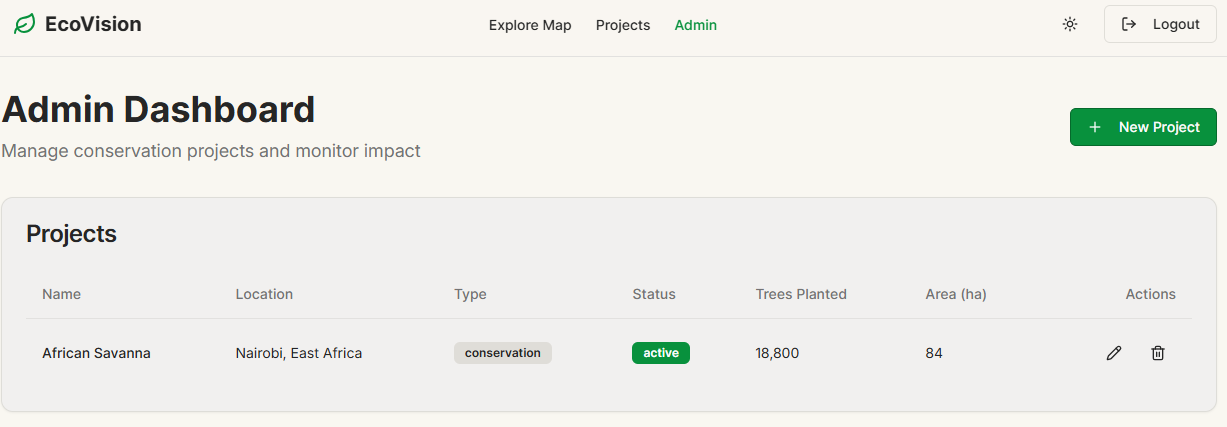 EcoVision
Explore Map Projects Admin
Logout
Admin Dashboard
Manage conservation projects and monitor impact
New Project
Projects
Name Location Type Status Trees Planted Area (ha) Actions
African Savanna Nairobi, East Africa conservation active 18,800 84